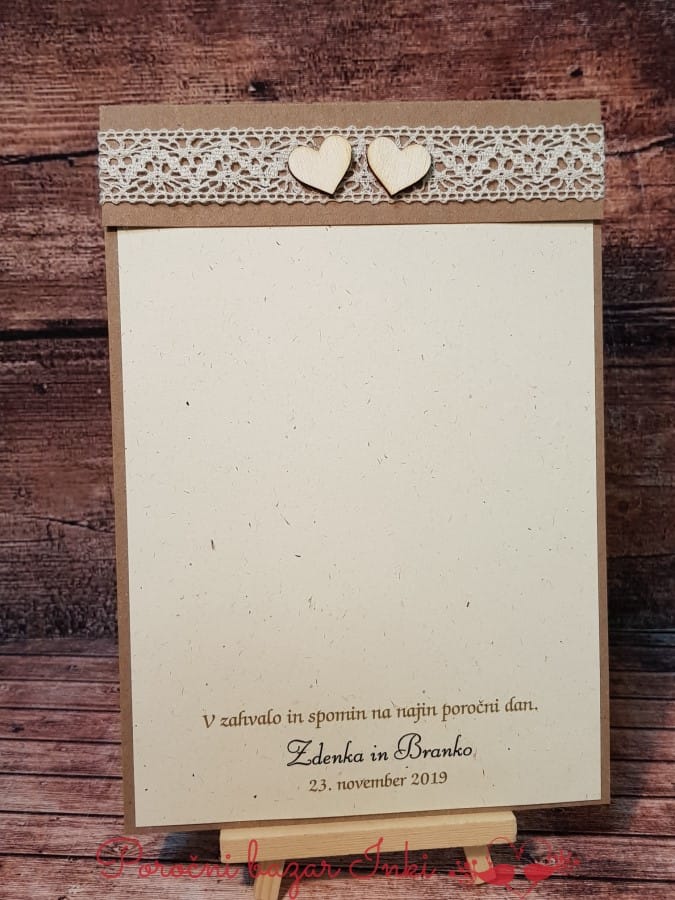 V zahvalo in spomin na najin poročni dan.
Zdenka in Branko
23. november 2019
Poročni bazar Inki